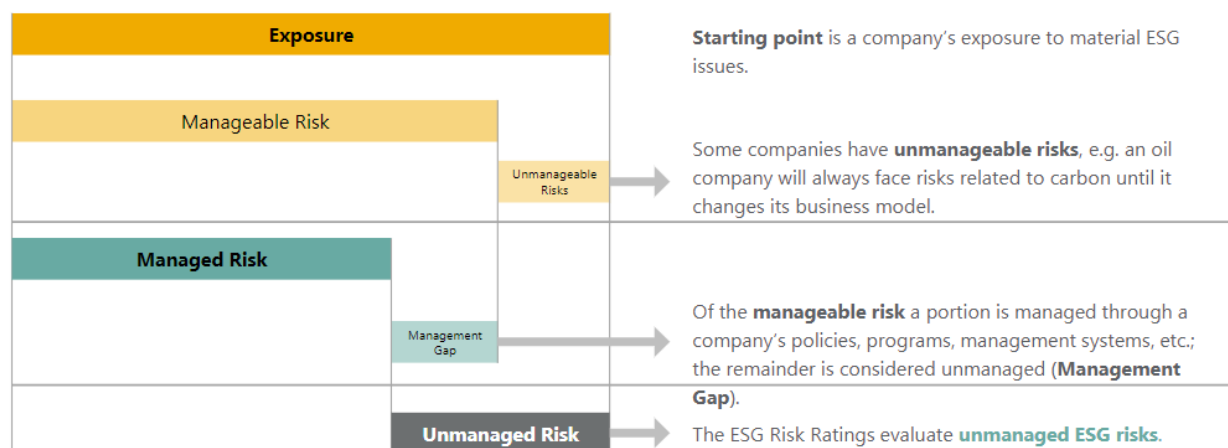 Exposure
Starting point is a company's exposure to material ESG
issues.
Manageable Risk
Unmanageable
Risks
Some companies have unmanageable risks, e.g. an oil
company will always face risks related to carbon until it
changes its business model.
Managed Risk
Management
Gap
Of the manageable risk a portion is managed through a
company's policies, programs, management systems, etc.;
the remainder is considered unmanaged (Management
Gap).
Unmanaged Risk
The ESG Risk Ratings evaluate unmanaged ESG risks.